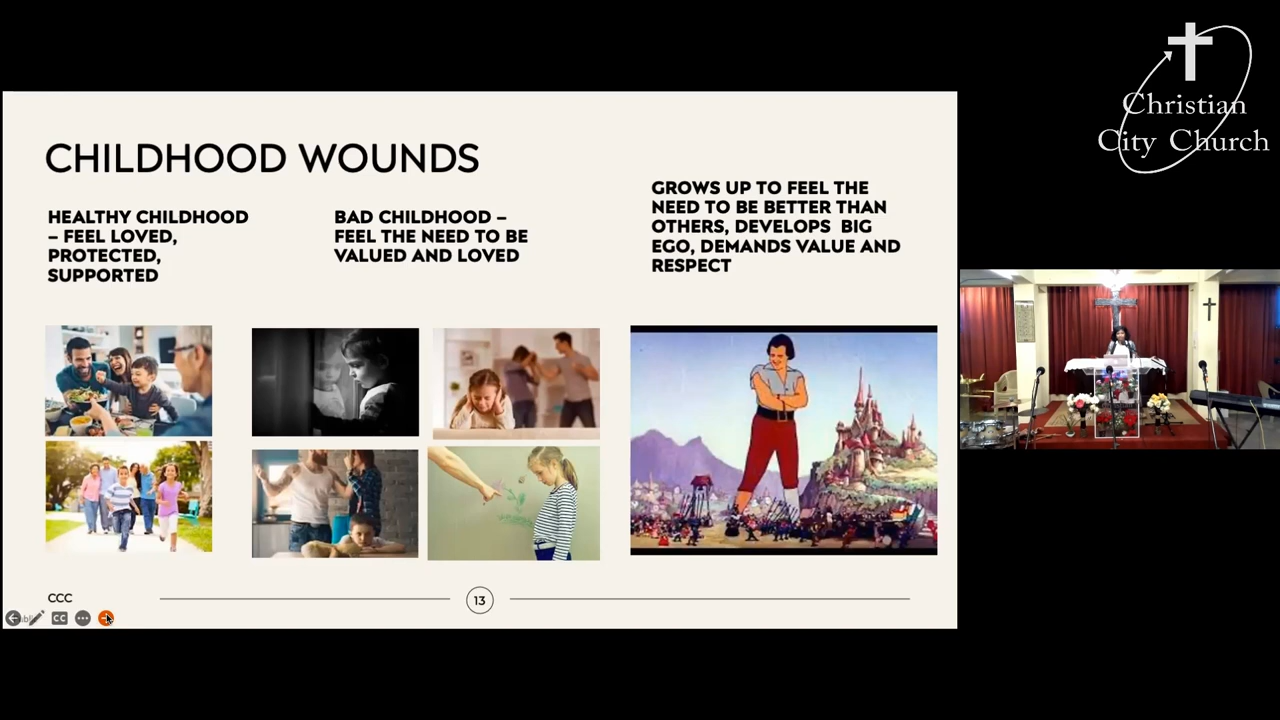 CHILDHOOD WOUNDS
HEALTHY CHILDHOOD
– FEEL LOVED,
PROTECTED,
SUPPORTED
BAD CHILDHOOD –
FEEL THE NEED TO BE
VALUED AND LOVED
GROWS UP TO FEEL THE
NEED TO BE BETTER THAN
OTHERS, DEVELOPS BIG
EGO, DEMANDS VALUE AND
RESPECT
CCC
13
CC
Christian
City Church